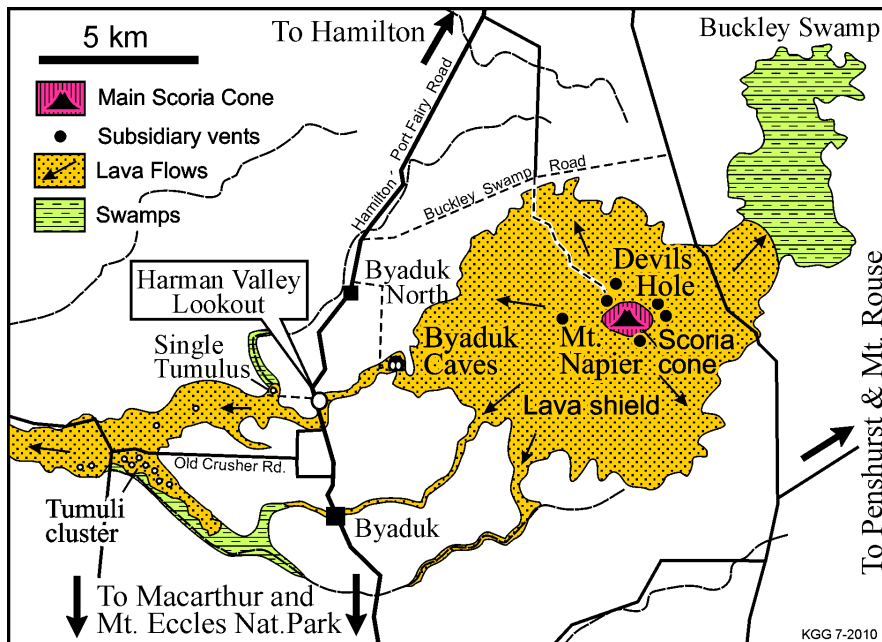 5 km
To Hamilton
Buckley Swamp
Main Scoria Cone
Subsidiary vents
Lava Flows
Swamps
Hamilton Port Fairy Road
Buckley Swamp Road
Harman Valley
Lookout
Byaduk
North
Devils
Hole
Single
Tumulus
Byaduk
Caves
Mt.
Napier
Scoria
cone
Lava shield
Old Crusher Rd.
Tumuli
cluster
Byaduk
To Penshurst & Mt. Rouse
To Macarthur and
Mt. Eccles Nat.Park
KGG 7-2010